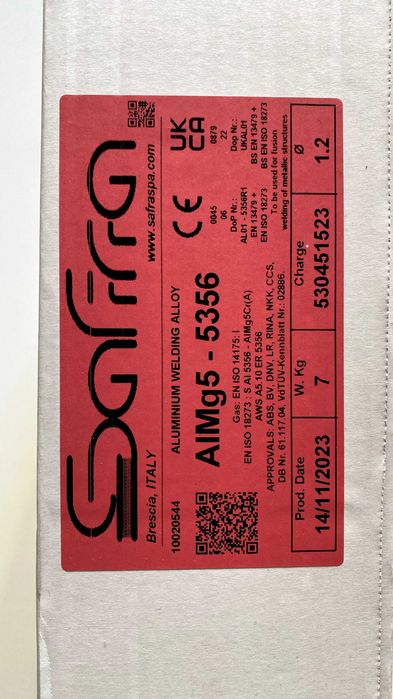 Safra
Brescia, ITALY
www.safraspa.com
10020544
ALUMINIUM WELDING ALLOY
AlMg5 - 5356
Gas: EN ISO 14175: I
EN ISO 18273 : S Al 5356 - AlMg5Cr(A)
AWS A5.10 ER 5356
APPROVALS: ABS, BV, DNV, LR, RINA, NKK, CCS,
DB Nr. 61.117.04, VdTÜV-Kennblatt Nr.: 02886.
CE
0045
06
DoP Nr.:
AL01 - 5356R1
EN 13479 +
EN ISO 18273
UK
CA
0879
22
Dop Nr.:
UKAL01
BS EN 13479 +
BS EN ISO 18273
To be used for fusion
welding of metallic structures
Prod. Date
W. Kg
Charge
Ø
14/11/2023
7
530451523
1.2